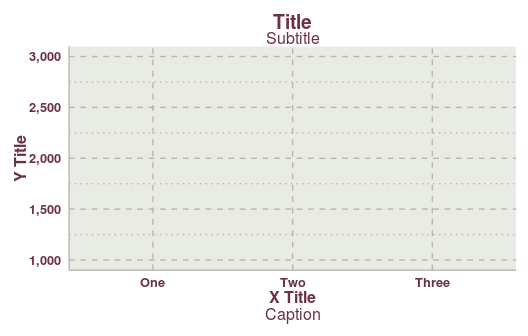 Title
Subtitle
Y Title
3,000
2,500
2,000
1,500
1,000
One Two Three
X Title
Caption